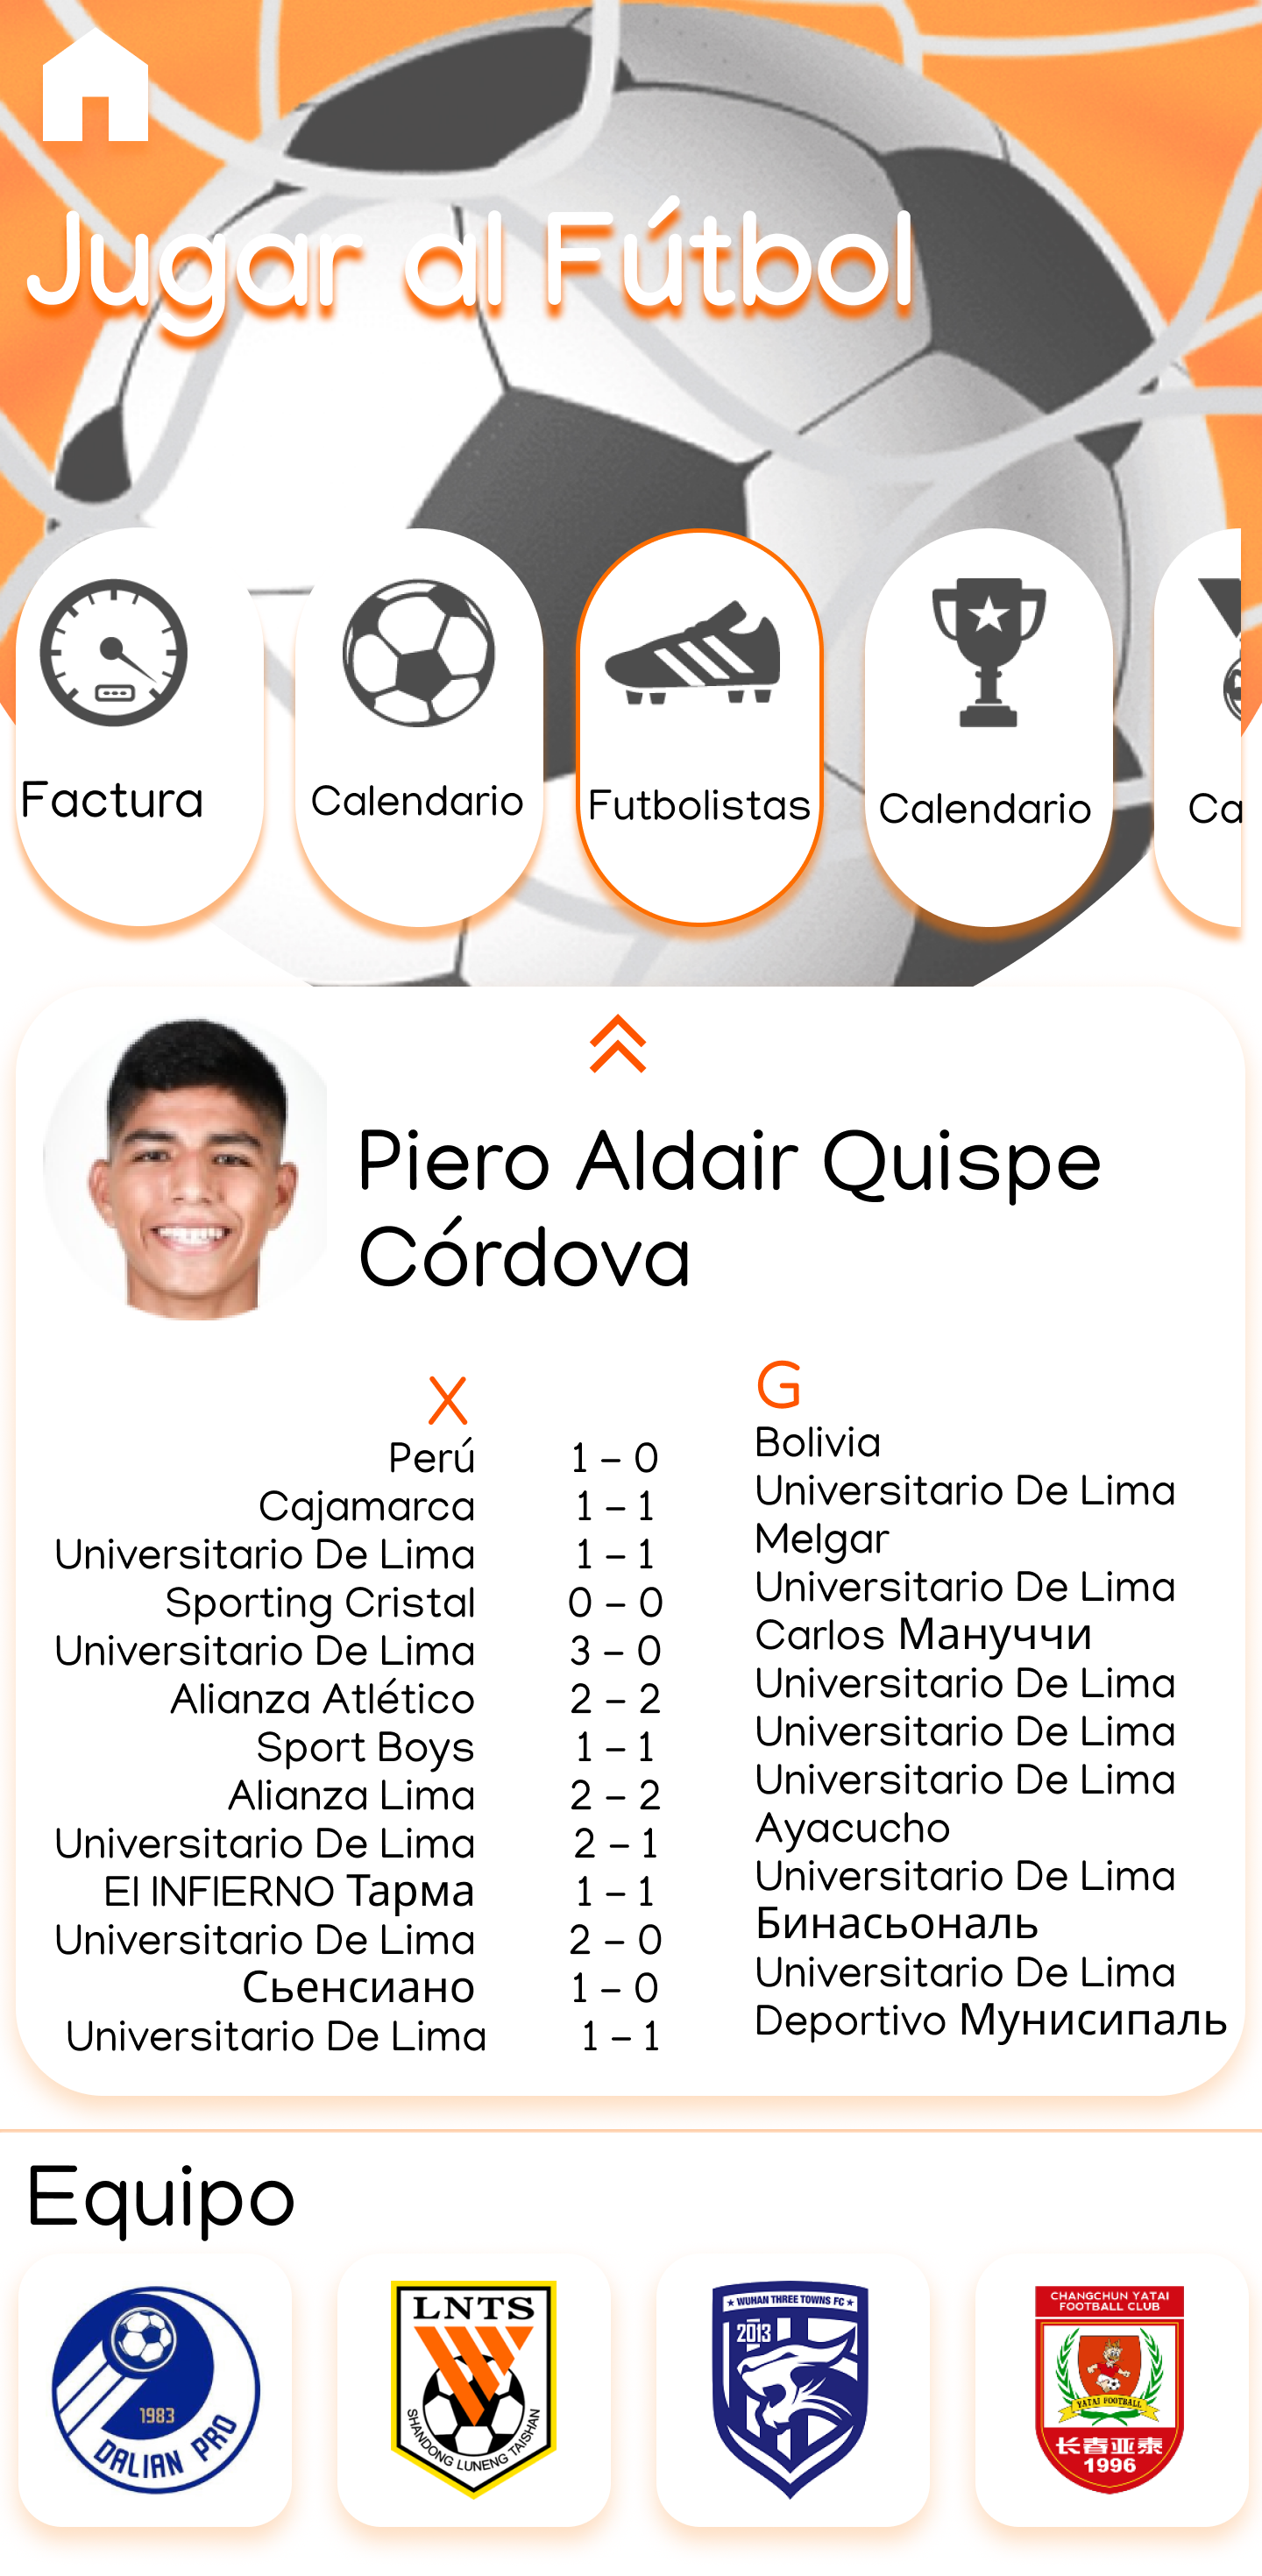 Jugar al Fútbol
Factura
Calendario
Futbolistas
Calendario
Ca
Piero Aldair Quispe
Córdova
X
G
Perú 1 – 0 Bolivia
Cajamarca 1 – 1 Universitario De Lima
Universitario De Lima 1 – 1 Melgar
Sporting Cristal 0 – 0 Universitario De Lima
Universitario De Lima 3 – 0 Carlos Мануччи
Alianza Atlético 2 – 2 Universitario De Lima
Sport Boys 1 – 1 Universitario De Lima
Alianza Lima 2 – 2 Universitario De Lima
Universitario De Lima 2 – 1 Ayacucho
El INFIERNO Тарма 1 – 1 Universitario De Lima
Universitario De Lima 2 – 0 Бинасьональ
Сьенсиано 1 – 0 Universitario De Lima
Universitario De Lima 1 – 1 Deportivo Мунисипаль
Equipo
1983
DALIAN PRO
LNTS
SHANDONG LUNENG TAISHAN
WUHAN THREE TOWNS FC
2013
CHANGCHUN YATAI
FOOTBALL CLUB
YATAI FOOTBALL
长春亚泰
1996